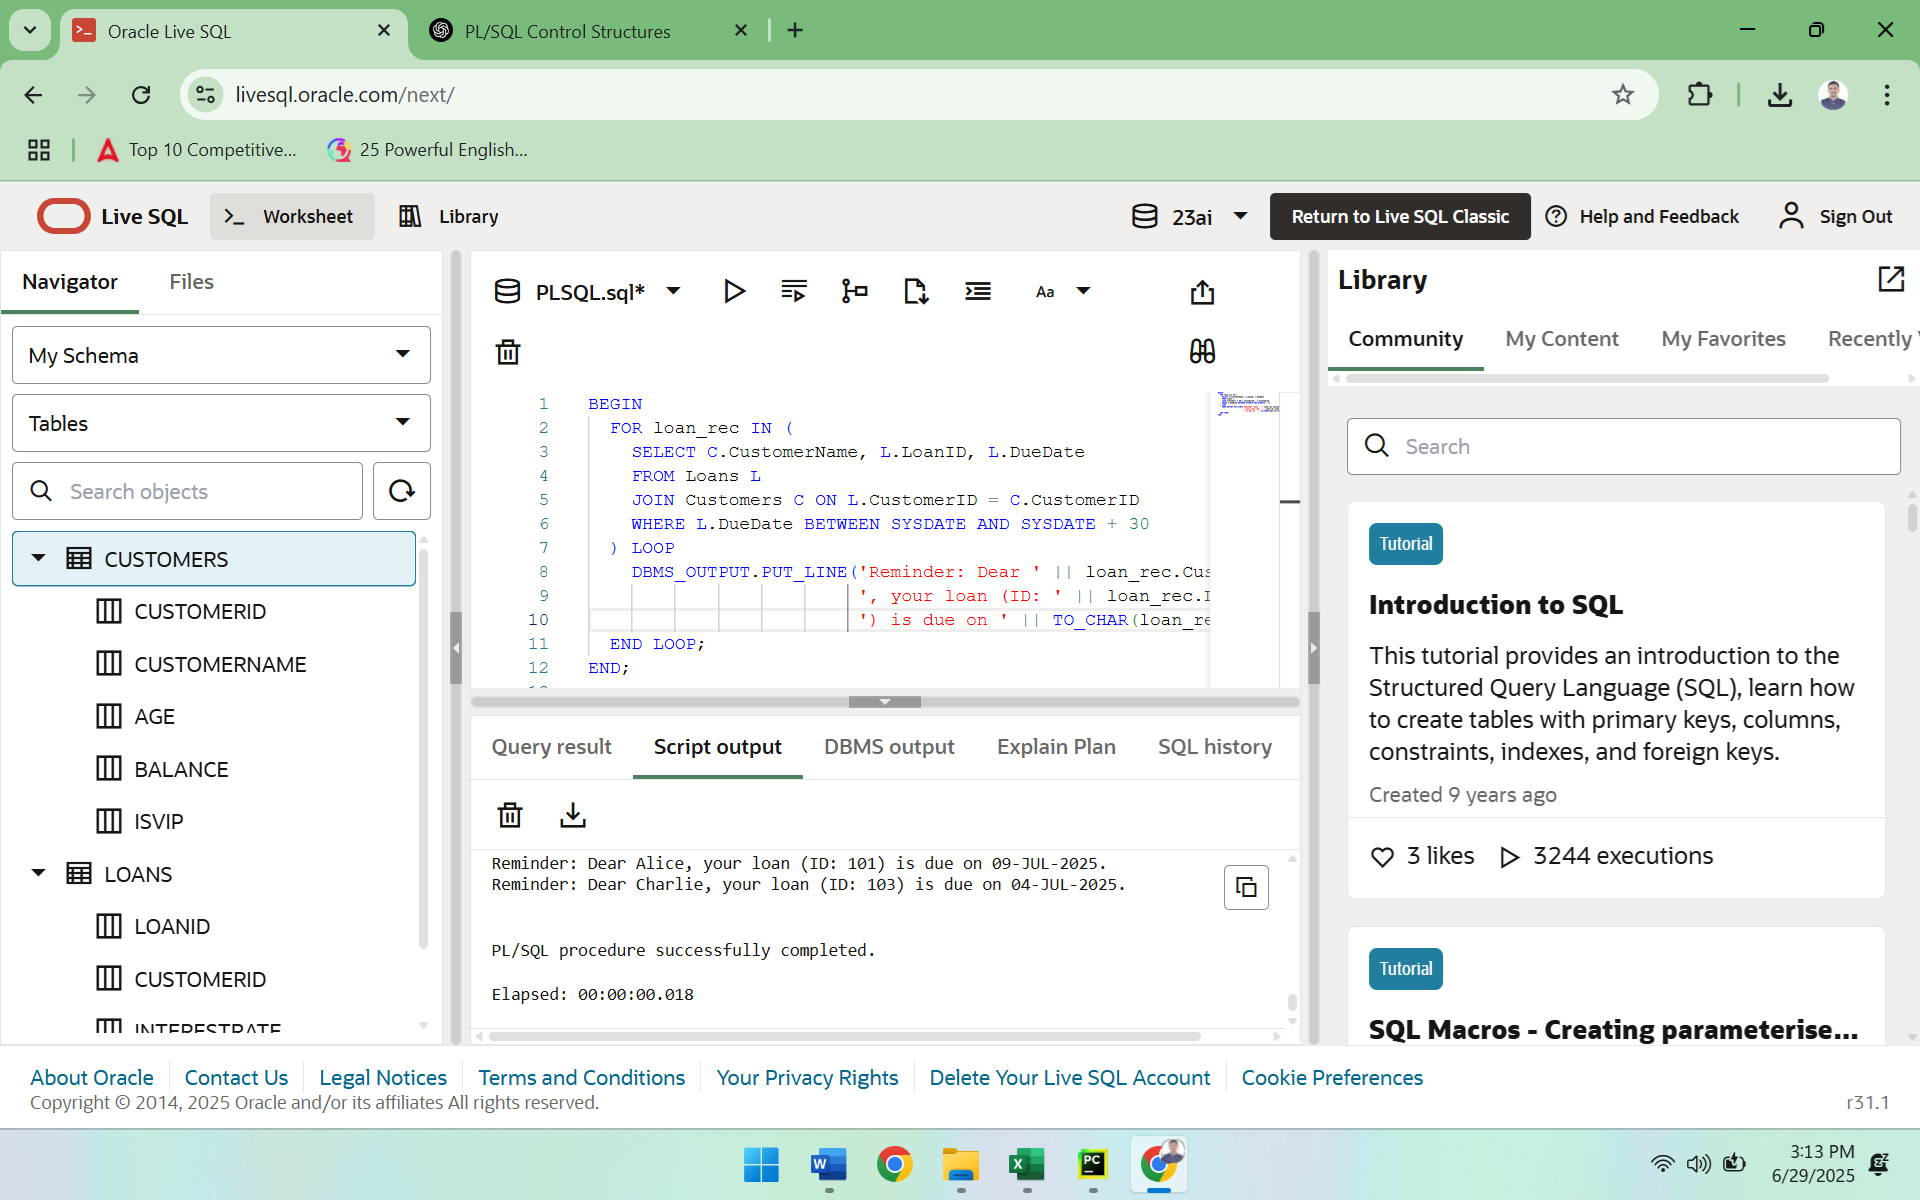 Oracle Live SQL
PL/SQL Control Structures
livesql.oracle.com/next/
Top 10 Competitive...
25 Powerful English...
Live SQL
Worksheet
Library
23ai
Return to Live SQL Classic
Help and Feedback
Sign Out
Navigator
Files
My Schema
Tables
Search objects
CUSTOMERS
CUSTOMERID
CUSTOMERNAME
AGE
BALANCE
ISVIP
LOANS
LOANID
CUSTOMERID
INTERESTRATE
PLSQL.sql*
Aa
1 BEGIN
2 FOR loan_rec IN (
3 SELECT C.CustomerName, L.LoanID, L.DueDate
4 FROM Loans L
5 JOIN Customers C ON L.CustomerID = C.CustomerID
6 WHERE L.DueDate BETWEEN SYSDATE AND SYSDATE + 30
7 ) LOOP
8 DBMS_OUTPUT.PUT_LINE('Reminder: Dear ' || loan_rec.Cus
9 ', your loan (ID: ' || loan_rec.
10 ') is due on ' || TO_CHAR(loan_re
11 END LOOP;
12 END;
Query result
Script output
DBMS output
Explain Plan
SQL history
Reminder: Dear Alice, your loan (ID: 101) is due on 09-JUL-2025.
Reminder: Dear Charlie, your loan (ID: 103) is due on 04-JUL-2025.
PL/SQL procedure successfully completed.
Elapsed: 00:00:00.018
Library
Community
My Content
My Favorites
Recently
Search
Tutorial
Introduction to SQL
This tutorial provides an introduction to the
Structured Query Language (SQL), learn how
to create tables with primary keys, columns,
constraints, indexes, and foreign keys.
Created 9 years ago
3 likes
3244 executions
Tutorial
SQL Macros - Creating parameterise...
About Oracle
Contact Us
Legal Notices
Terms and Conditions
Your Privacy Rights
Delete Your Live SQL Account
Cookie Preferences
Copyright © 2014, 2025 Oracle and/or its affiliates All rights reserved.
r31.1
3:13 PM
6/29/2025